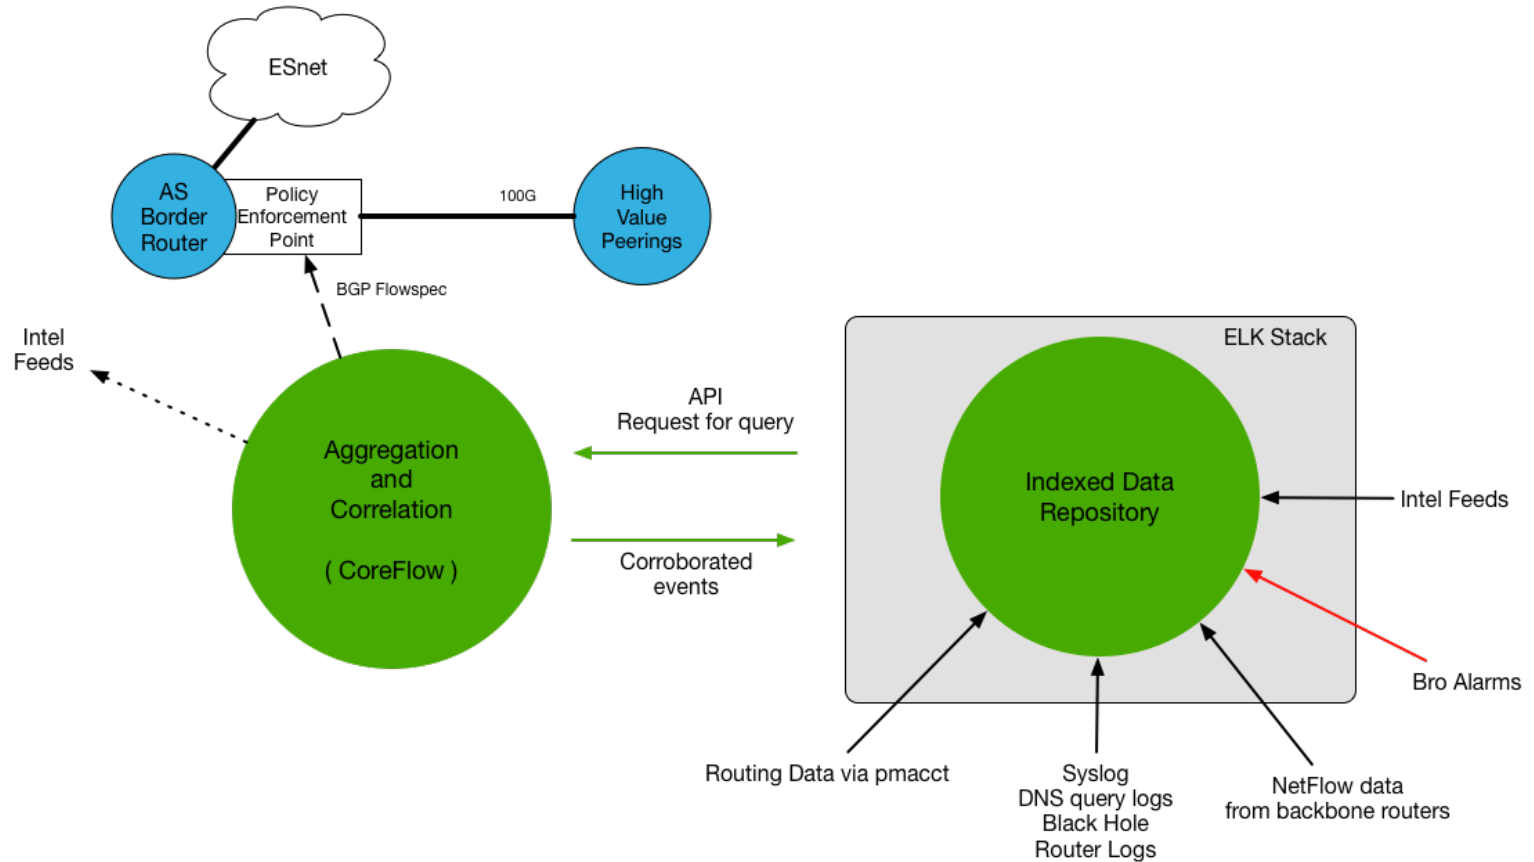 ESnet
AS
Border
Router
Policy
Enforcement
Point
100G
High
Value
Peerings
BGP Flowspec
Intel
Feeds
Aggregation
and
Correlation
( CoreFlow )
API
Request for query
Corroborated
events
ELK Stack
Indexed Data
Repository
Intel Feeds
Bro Alarms
Routing Data via pmacct
Syslog
DNS query logs
Black Hole
Router Logs
NetFlow data
from backbone routers